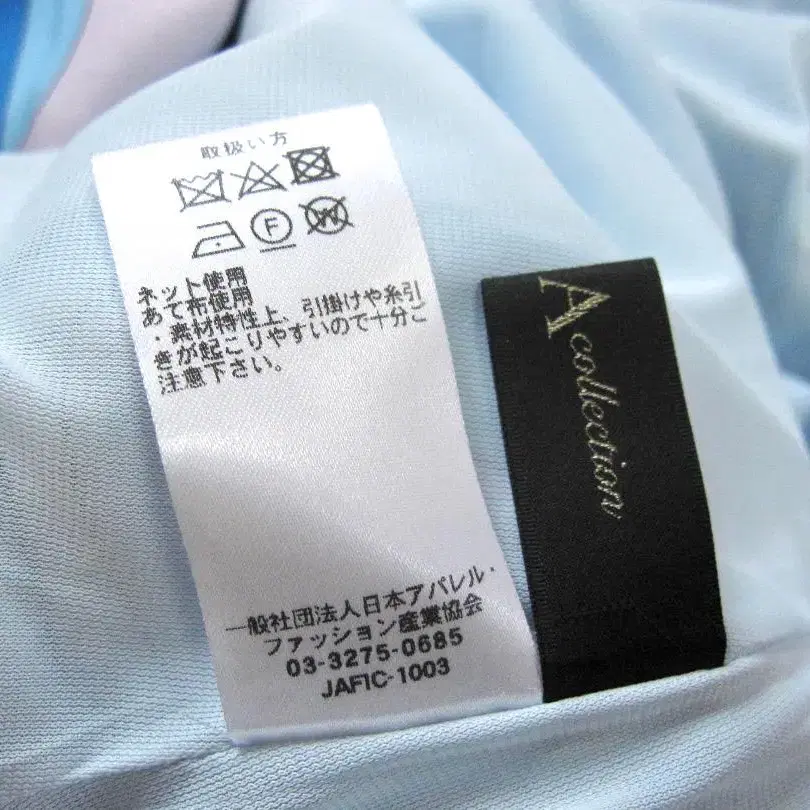 取扱い方
F W
ネット使用
あて布使用
・素材特性上、引掛けや糸引
きが起こりやすいので十分ご
注意下さい。
一般社団法人日本アパレル・
ファッション産業協会
03-3275-0685
JAFIC-1003
A collection